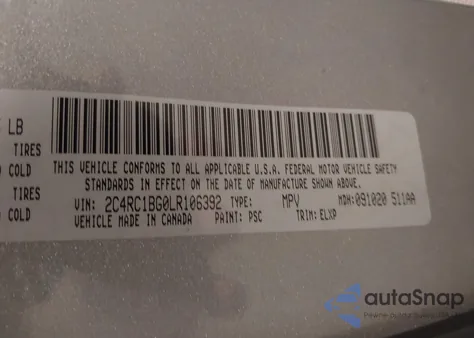 LB
TIRES
COLD
TIRES
COLD
THIS VEHICLE CONFORMS TO ALL APPLICABLE U.S.A. FEDERAL MOTOR VEHICLE SAFETY
STANDARDS IN EFFECT ON THE DATE OF MANUFACTURE SHOWN ABOVE.
VIN: 2C4RC1BG0LR106392 TYPE: MPV MDH: 091020 511AA
VEHICLE MADE IN CANADA PAINT: PSC TRIM: ELXP
autoSnap